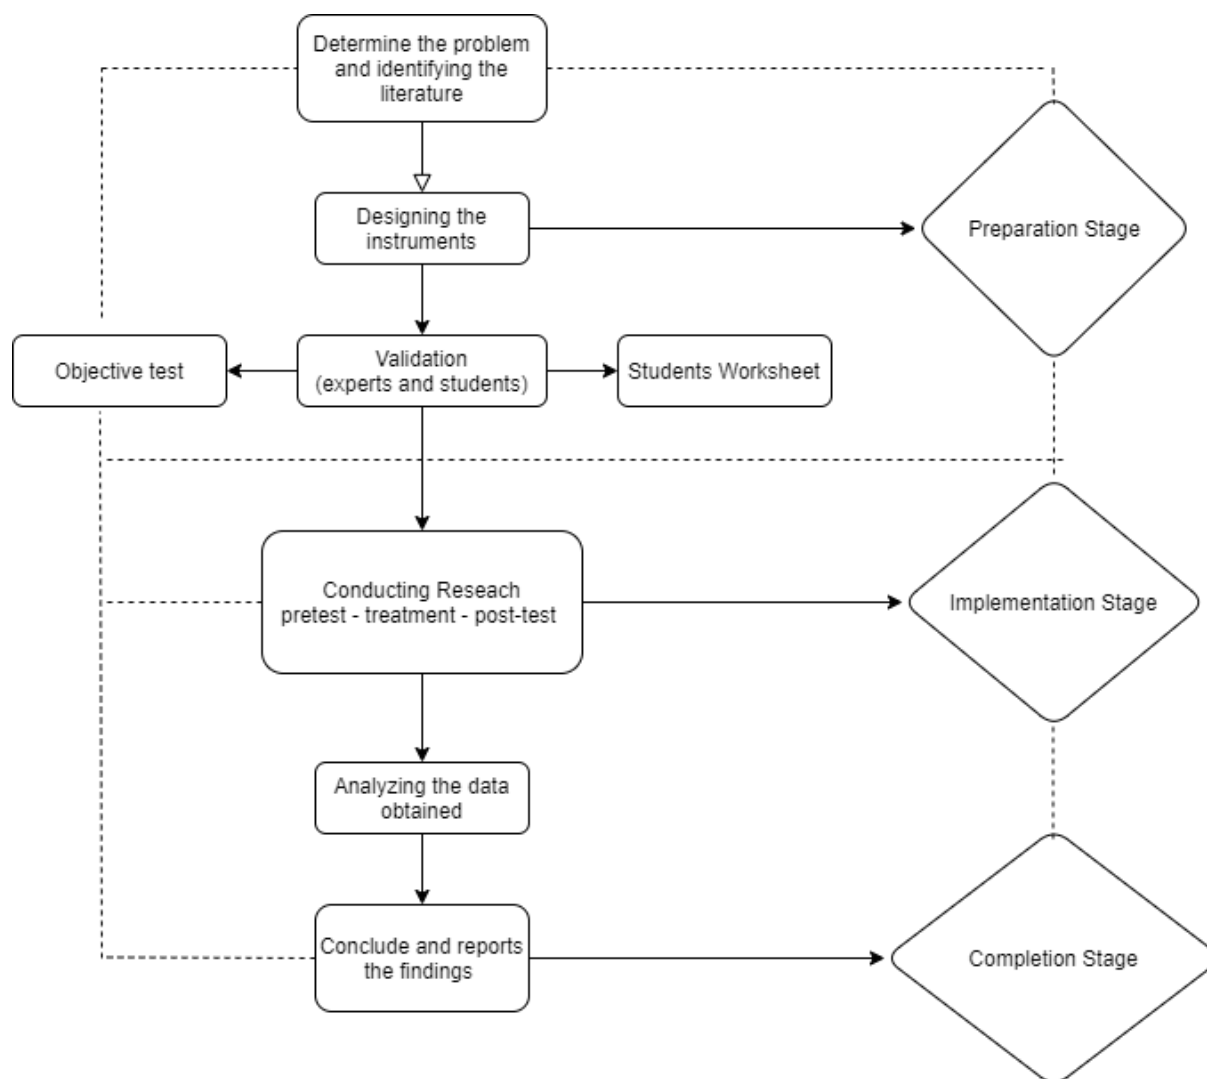 Determine the problem
and identifying the
literature
Designing the
instruments
Preparation Stage
Objective test
Validation
(experts and students)
Students Worksheet
Conducting Reseach
pretest - treatment - post-test
Implementation Stage
Analyzing the data
obtained
Conclude and reports
the findings
Completion Stage